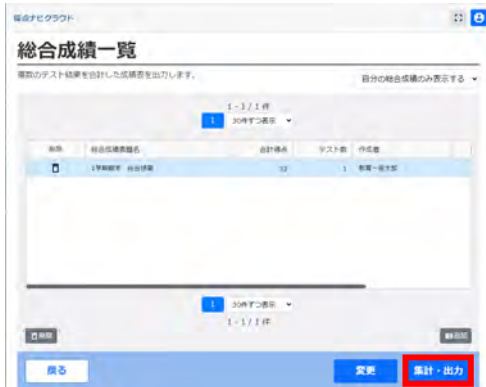 採点ナビクラウド
総合成績一覧
複数のテスト結果を合計した成績表を出力します。
自分の総合成績のみ表示する
1 - 1 / 1 件
1 30件ずつ表示
削除 総合成績表題名 合計得点 テスト数 作成者
1学期期末 総合成績 1
1 30件ずつ表示
1 - 1 / 1 件
削除 追加
戻る 変更 集計・出力